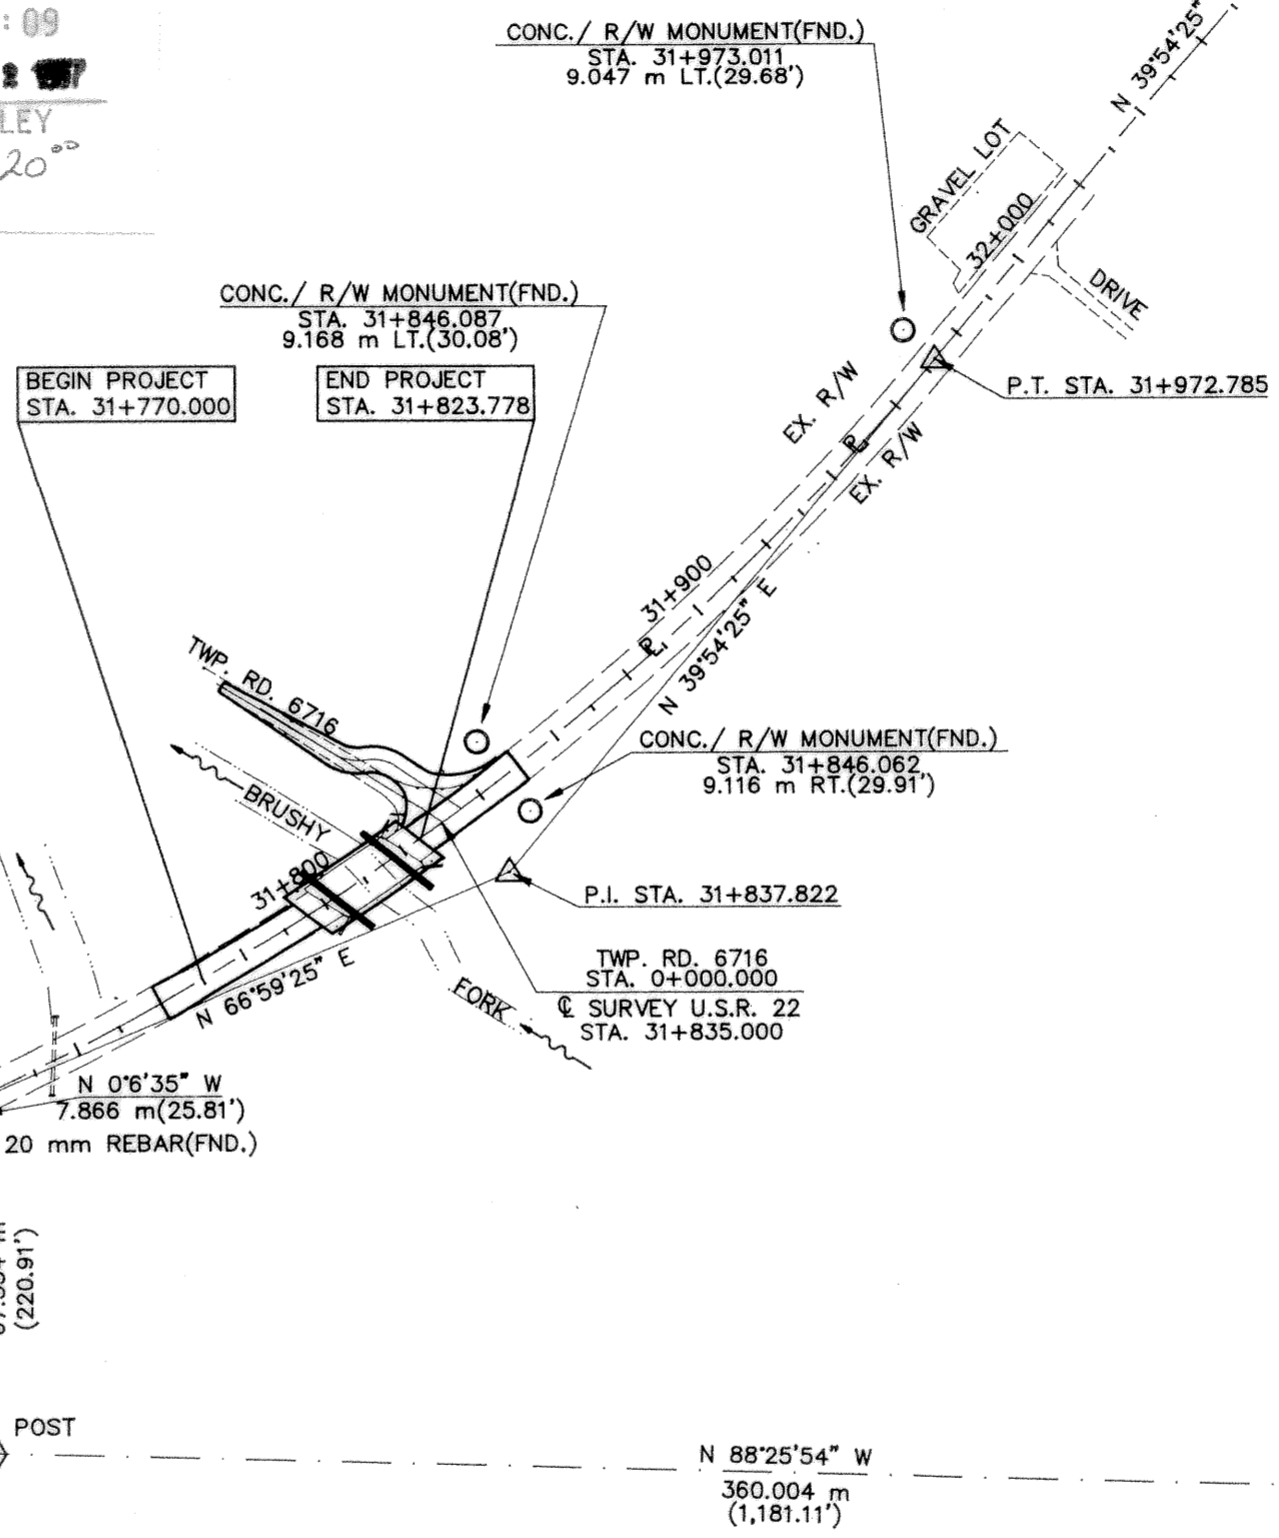 : 09
LEY
20°°
CONC./ R/W MONUMENT(FND.)
STA. 31+973.011
9.047 m LT.(29.68')
N 39°54'25"
GRAVEL LOT
32+000
DRIVE
CONC./ R/W MONUMENT(FND.)
STA. 31+846.087
9.168 m LT.(30.08')
BEGIN PROJECT
STA. 31+770.000
END PROJECT
STA. 31+823.778
P.T. STA. 31+972.785
EX. R/W
EX. R/W
31+900
N 39°54'25" E
TWP. RD. 6716
CONC./ R/W MONUMENT(FND.)
STA. 31+846.062
9.116 m RT.(29.91')
BRUSHY
31+800
P.I. STA. 31+837.822
N 66°59'25" E
FORK
TWP. RD. 6716
STA. 0+000.000
℄ SURVEY U.S.R. 22
STA. 31+835.000
N 0°6'35" W
7.866 m(25.81')
20 mm REBAR(FND.)
(220.91')
POST
N 88°25'54" W
360.004 m
(1,181.11')